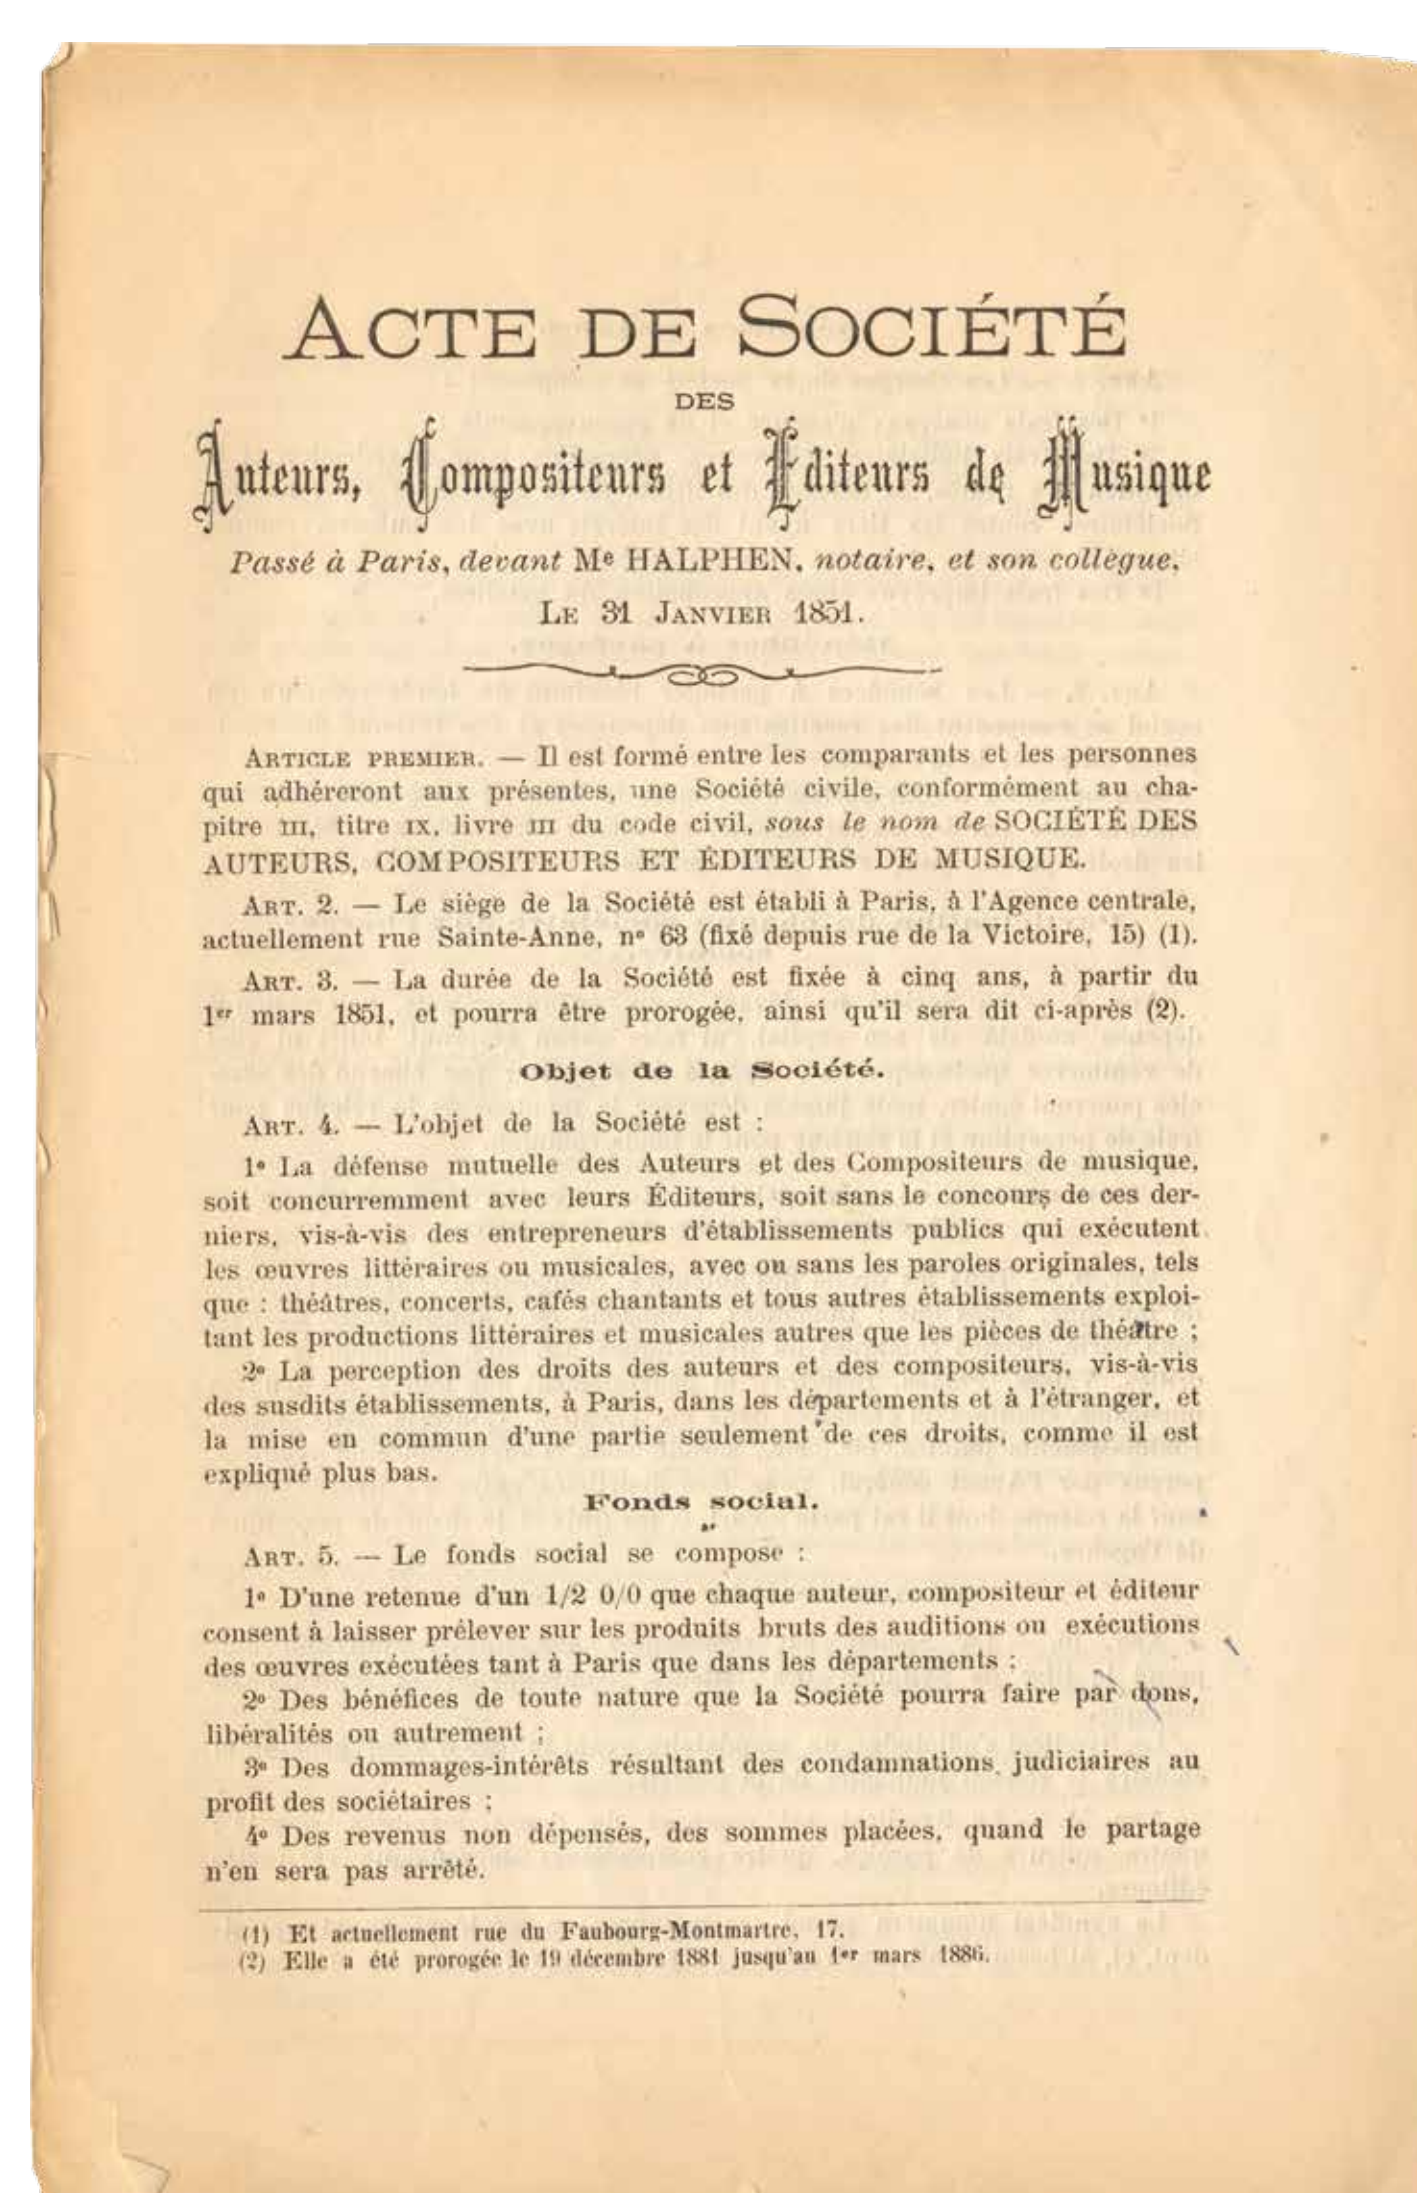 ACTE DE SOCIÉTÉ
DES
Auteurs, Compositeurs et Éditeurs de Musique
Passé à Paris, devant Me HALPHEN, notaire, et son collègue,
LE 31 JANVIER 1851.
ARTICLE PREMIER. — Il est formé entre les comparants et les personnes
qui adhéreront aux présentes, une Société civile, conformément au cha-
pitre III, titre IX, livre III du code civil, sous le nom de SOCIÉTÉ DES
AUTEURS, COMPOSITEURS ET ÉDITEURS DE MUSIQUE.
ART. 2. — Le siège de la Société est établi à Paris, à l'Agence centrale,
actuellement rue Sainte-Anne, n° 63 (fixé depuis rue de la Victoire, 15) (1).
ART. 3. — La durée de la Société est fixée à cinq ans, à partir du
1er mars 1851, et pourra être prorogée, ainsi qu'il sera dit ci-après (2).
Objet de la Société.
ART. 4. — L'objet de la Société est :
1° La défense mutuelle des Auteurs et des Compositeurs de musique,
soit concurremment avec leurs Éditeurs, soit sans le concours de ces der-
niers, vis-à-vis des entrepreneurs d'établissements publics qui exécutent
les œuvres littéraires ou musicales, avec ou sans les paroles originales, tels
que : théâtres, concerts, cafés chantants et tous autres établissements exploi-
tant les productions littéraires et musicales autres que les pièces de théâtre ;
2° La perception des droits des auteurs et des compositeurs, vis-à-vis
des susdits établissements, à Paris, dans les départements et à l'étranger, et
la mise en commun d'une partie seulement de ces droits, comme il est
expliqué plus bas.
Fonds social.
ART. 5. — Le fonds social se compose :
1° D'une retenue d'un 1/2 0/0 que chaque auteur, compositeur et éditeur
consent à laisser prélever sur les produits bruts des auditions ou exécutions
des œuvres exécutées tant à Paris que dans les départements ;
2° Des bénéfices de toute nature que la Société pourra faire par dons,
libéralités ou autrement ;
3° Des dommages-intérêts résultant des condamnations judiciaires au
profit des sociétaires ;
4° Des revenus non dépensés, des sommes placées, quand le partage
n'en sera pas arrêté.
(1) Et actuellement rue du Faubourg-Montmartre, 17.
(2) Elle a été prorogée le 19 décembre 1881 jusqu'au 1er mars 1886.